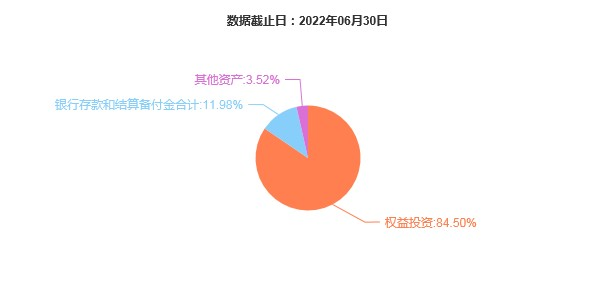 数据截止日：2022年06月30日
其他资产:3.52%
银行存款和结算备付金合计:11.98%
权益投资:84.50%